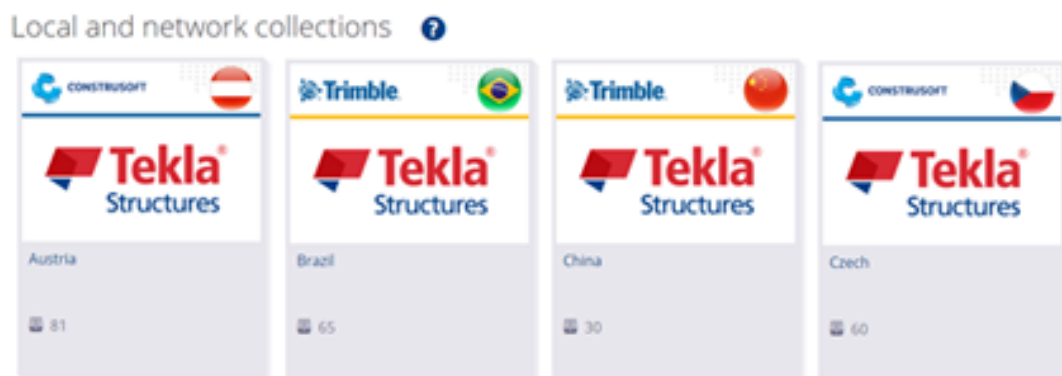 Local and network collections ?
CONSTRUSOFT
Tekla®
Structures
Austria
81
Trimble.
Tekla®
Structures
Brazil
65
Trimble.
Tekla®
Structures
China
30
CONSTRUSOFT
Tekla®
Structures
Czech
60